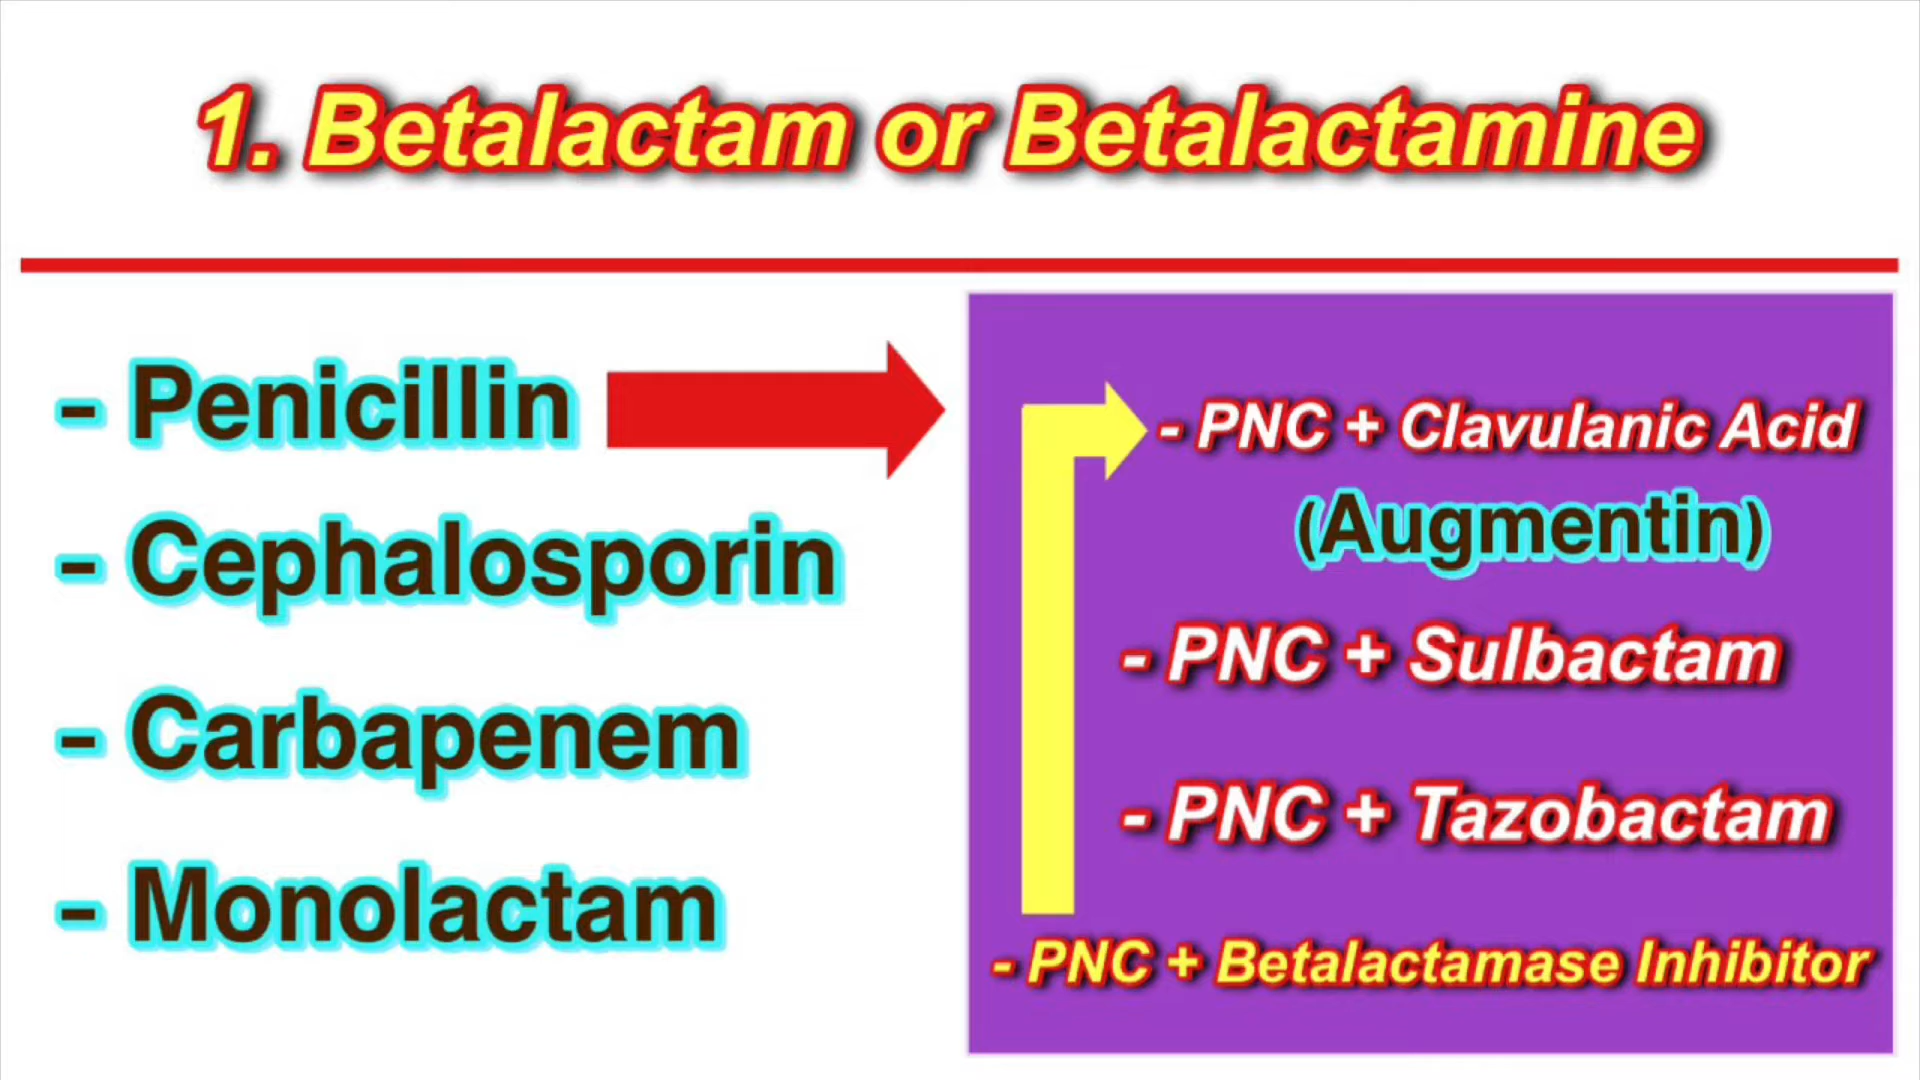 1. Betalactam or Betalactamine
- Penicillin
- Cephalosporin
- Carbapenem
- Monolactam
- PNC + Clavulanic Acid
(Augmentin)
- PNC + Sulbactam
- PNC + Tazobactam
- PNC + Betalactamase Inhibitor